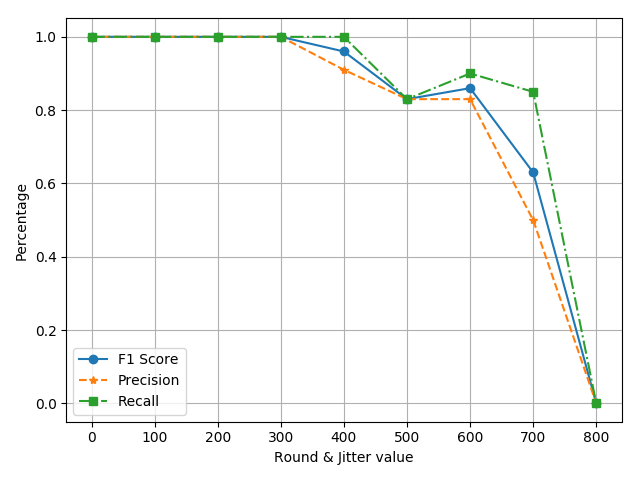 Percentage
1.0
0.8
0.6
0.4
0.2
0.0
F1 Score
Precision
Recall
0 100 200 300 400 500 600 700 800
Round & Jitter value